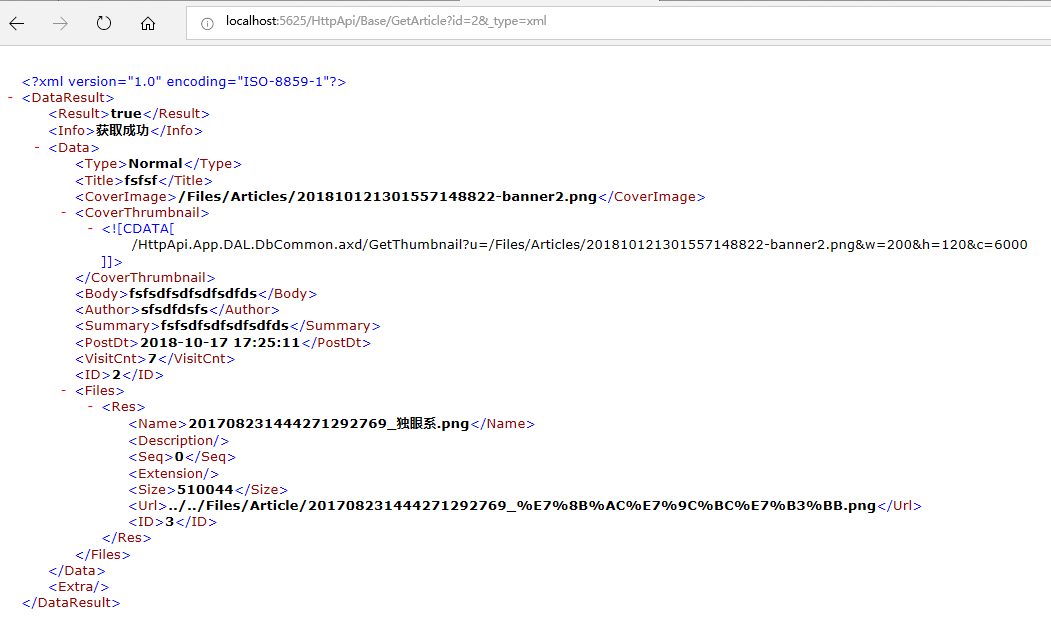 localhost:5625/HttpApi/Base/GetArticle?id=2&_type=xml
<?xml version="1.0" encoding="ISO-8859-1"?>
- <DataResult>
<Result>true</Result>
<Info>获取成功</Info>
- <Data>
<Type>Normal</Type>
<Title>fsfsf</Title>
<CoverImage>/Files/Articles/201810121301557148822-banner2.png</CoverImage>
- <CoverThrumbnail>
- <![CDATA[
/HttpApi.App.DAL.DbCommon.axd/GetThumbnail?u=/Files/Articles/201810121301557148822-banner2.png&w=200&h=120&c=6000
]]>
</CoverThrumbnail>
<Body>fsfsdfsdfsdfsdfds</Body>
<Author>sfsdfdsfs</Author>
<Summary>fsfsdfsdfsdfsdfds</Summary>
<PostDt>2018-10-17 17:25:11</PostDt>
<VisitCnt>7</VisitCnt>
<ID>2</ID>
- <Files>
- <Res>
<Name>201708231444271292769_独眼系.png</Name>
<Description/>
<Seq>0</Seq>
<Extension/>
<Size>510044</Size>
<Url>../../Files/Article/201708231444271292769_%E7%8B%AC%E7%9C%BC%E7%B3%BB.png</Url>
<ID>3</ID>
</Res>
</Files>
</Data>
<Extra/>
</DataResult>